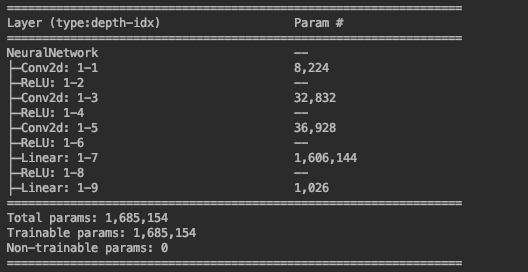 ==========================================================================================
Layer (type:depth-idx)                   Param #
==========================================================================================
NeuralNetwork                            --
├─Conv2d: 1-1                            8,224
├─ReLU: 1-2                              --
├─Conv2d: 1-3                            32,832
├─ReLU: 1-4                              --
├─Conv2d: 1-5                            36,928
├─ReLU: 1-6                              --
├─Linear: 1-7                            1,606,144
├─ReLU: 1-8                              --
├─Linear: 1-9                            1,026
==========================================================================================
Total params: 1,685,154
Trainable params: 1,685,154
Non-trainable params: 0
==========================================================================================